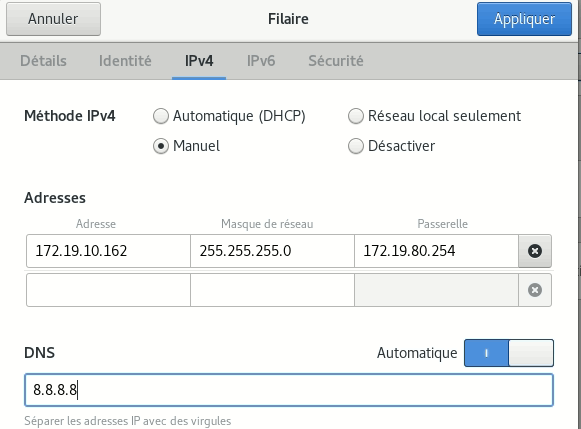 Annuler Filaire Appliquer
Détails Identité IPv4 IPv6 Sécurité
Méthode IPv4 Automatique (DHCP) Réseau local seulement
Manuel Désactiver
Adresses
Adresse Masque de réseau Passerelle
172.19.10.162 255.255.255.0 172.19.80.254
DNS Automatique
8.8.8.8
Séparer les adresses IP avec des virgules